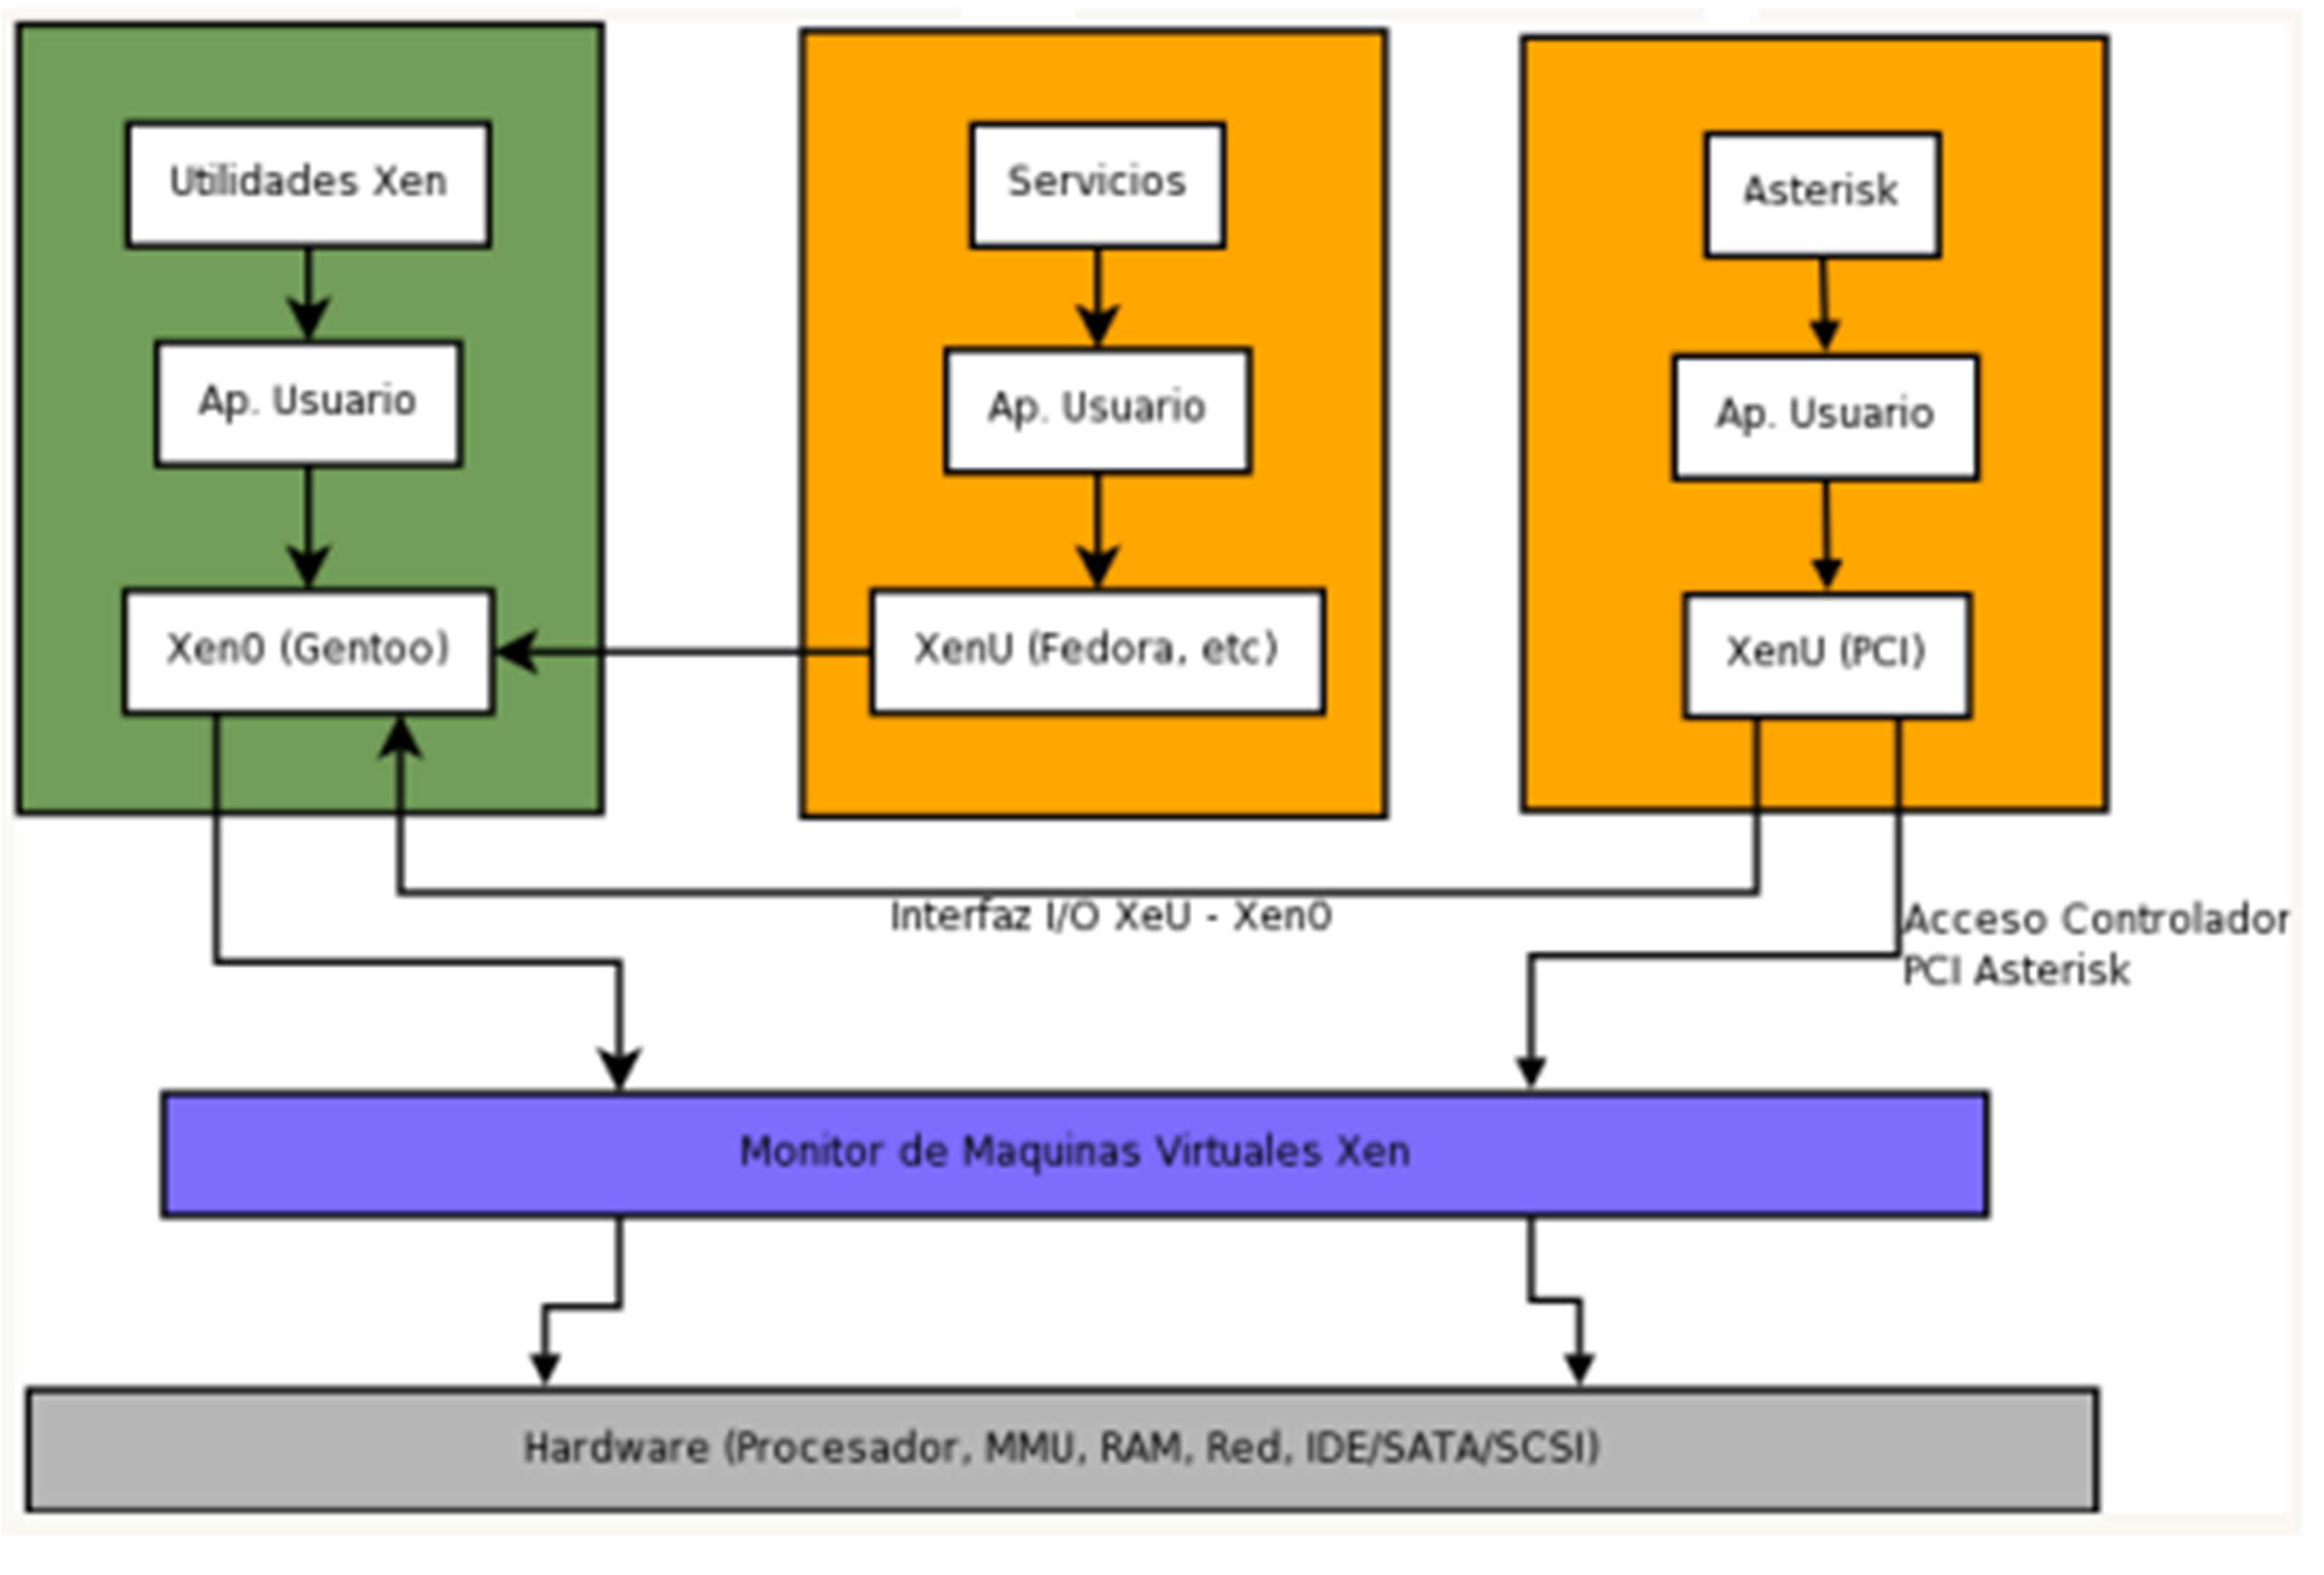 Utilidades Xen
Ap. Usuario
Xen0 (Gentoo)
Servicios
Ap. Usuario
XenU (Fedora, etc)
Asterisk
Ap. Usuario
XenU (PCI)
Interfaz I/O XeU - Xen0
Acceso Controlador
PCI Asterisk
Monitor de Maquinas Virtuales Xen
Hardware (Procesador, MMU, RAM, Red, IDE/SATA/SCSI)